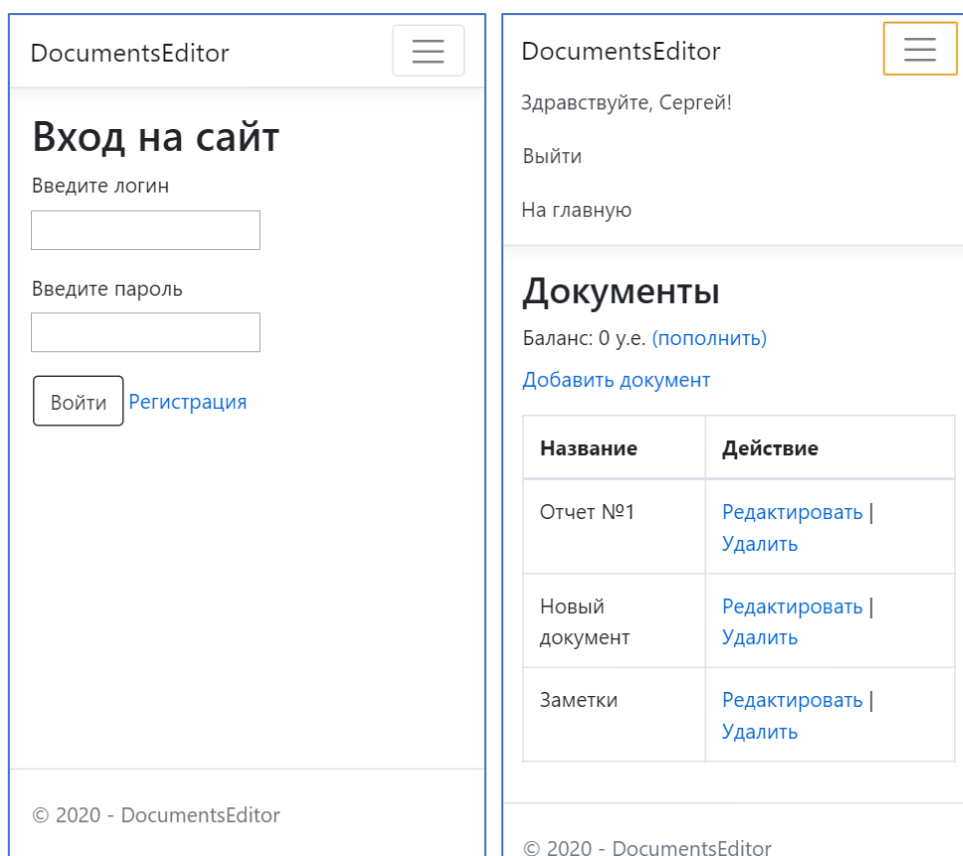 DocumentsEditor
Вход на сайт
Введите логин
Введите пароль
Войти Регистрация
© 2020 - DocumentsEditor
DocumentsEditor
Здравствуйте, Сергей!
Выйти
На главную
Документы
Баланс: 0 у.е. (пополнить)
Добавить документ
Название Действие
Отчет №1 Редактировать |
Удалить
Новый Редактировать |
документ Удалить
Заметки Редактировать |
Удалить
© 2020 - DocumentsEditor